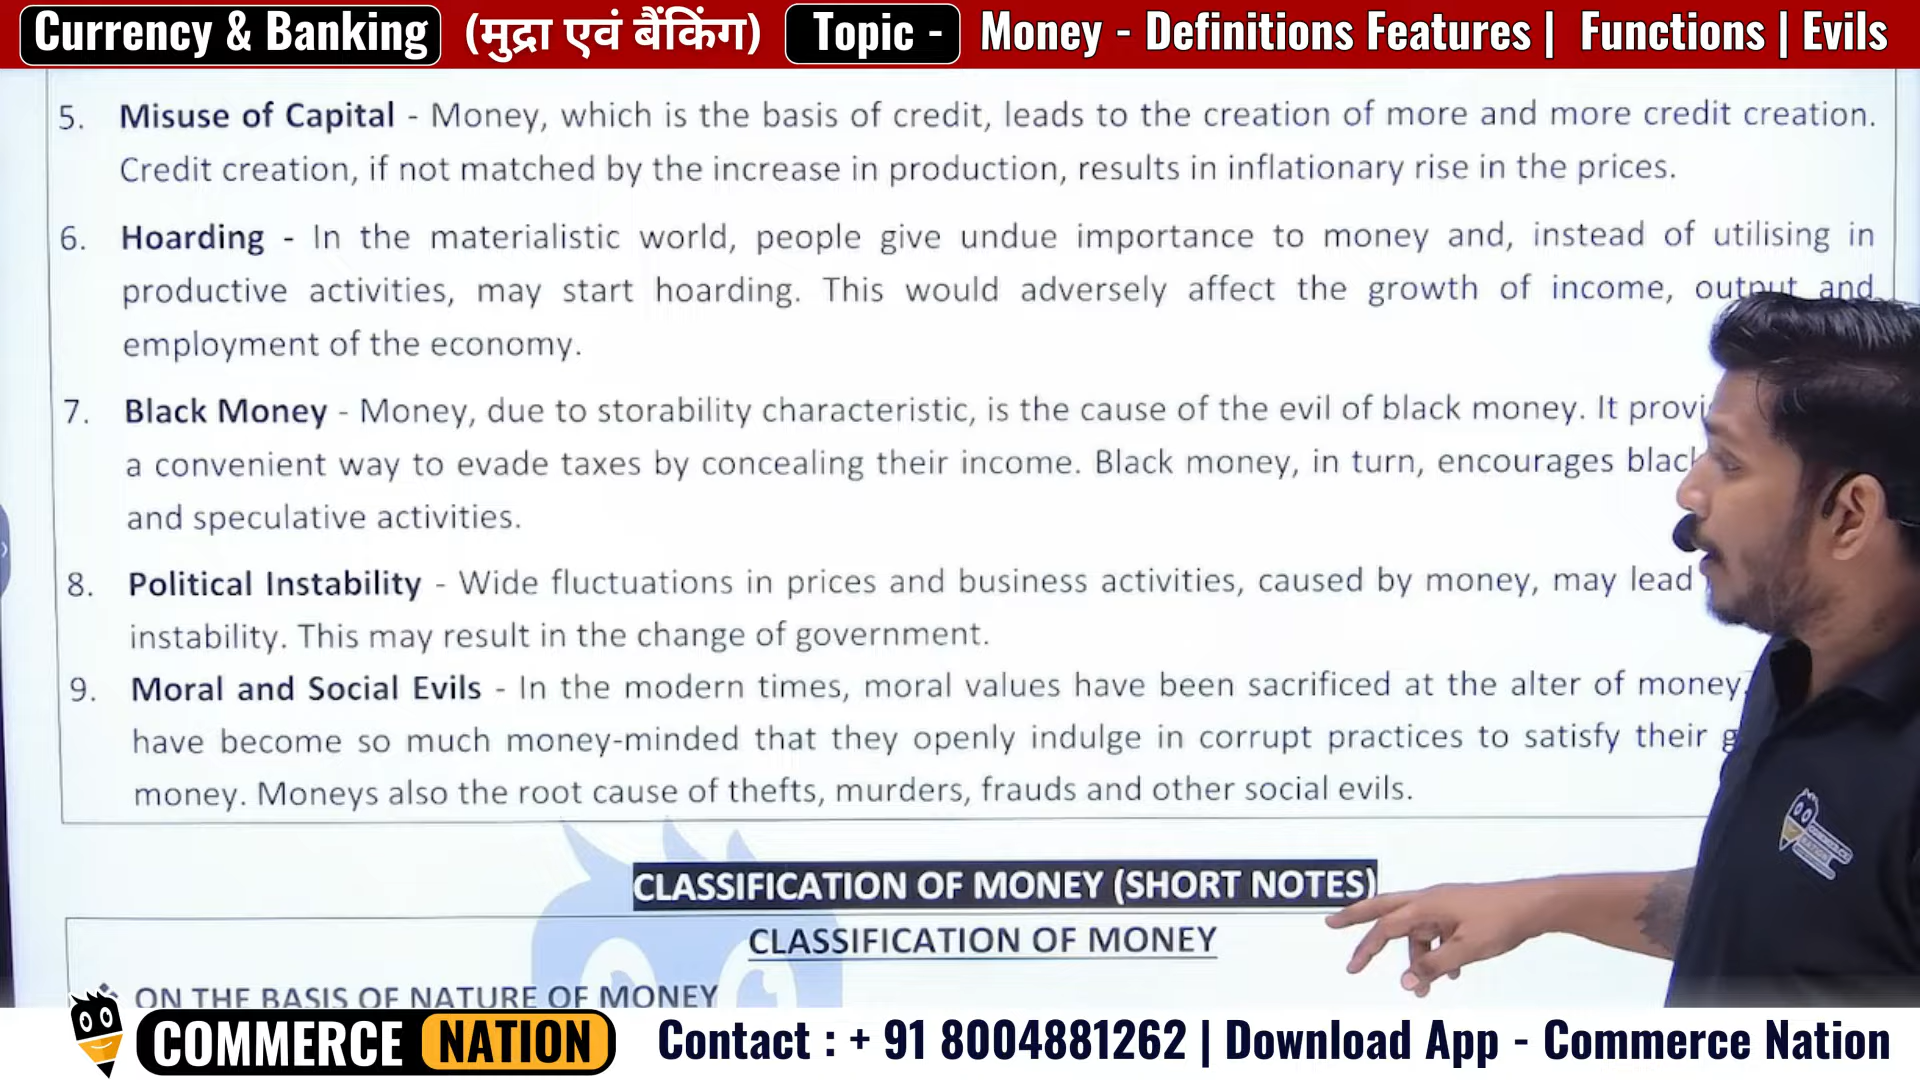 Currency & Banking (मुद्रा एवं बैंकिंग) Topic - Money - Definitions Features | Functions | Evils
5. Misuse of Capital - Money, which is the basis of credit, leads to the creation of more and more credit creation.
Credit creation, if not matched by the increase in production, results in inflationary rise in the prices.
6. Hoarding - In the materialistic world, people give undue importance to money and, instead of utilising in
productive activities, may start hoarding. This would adversely affect the growth of income, output and
employment of the economy.
7. Black Money - Money, due to storability characteristic, is the cause of the evil of black money. It
a convenient way to evade taxes by concealing their income. Black money, in turn, encourages
and speculative activities.
8. Political Instability - Wide fluctuations in prices and business activities, caused by money, may lead
instability. This may result in the change of government.
9. Moral and Social Evils - In the modern times, moral values have been sacrificed at the alter of money.
have become so much money-minded that they openly indulge in corrupt practices to satisfy their
money. Moneys also the root cause of thefts, murders, frauds and other social evils.
CLASSIFICATION OF MONEY (SHORT NOTES)
CLASSIFICATION OF MONEY
ON THE BASIS OF NATURE OF MONEY
COMMERCE NATION Contact : + 91 8004881262 | Download App - Commerce Nation